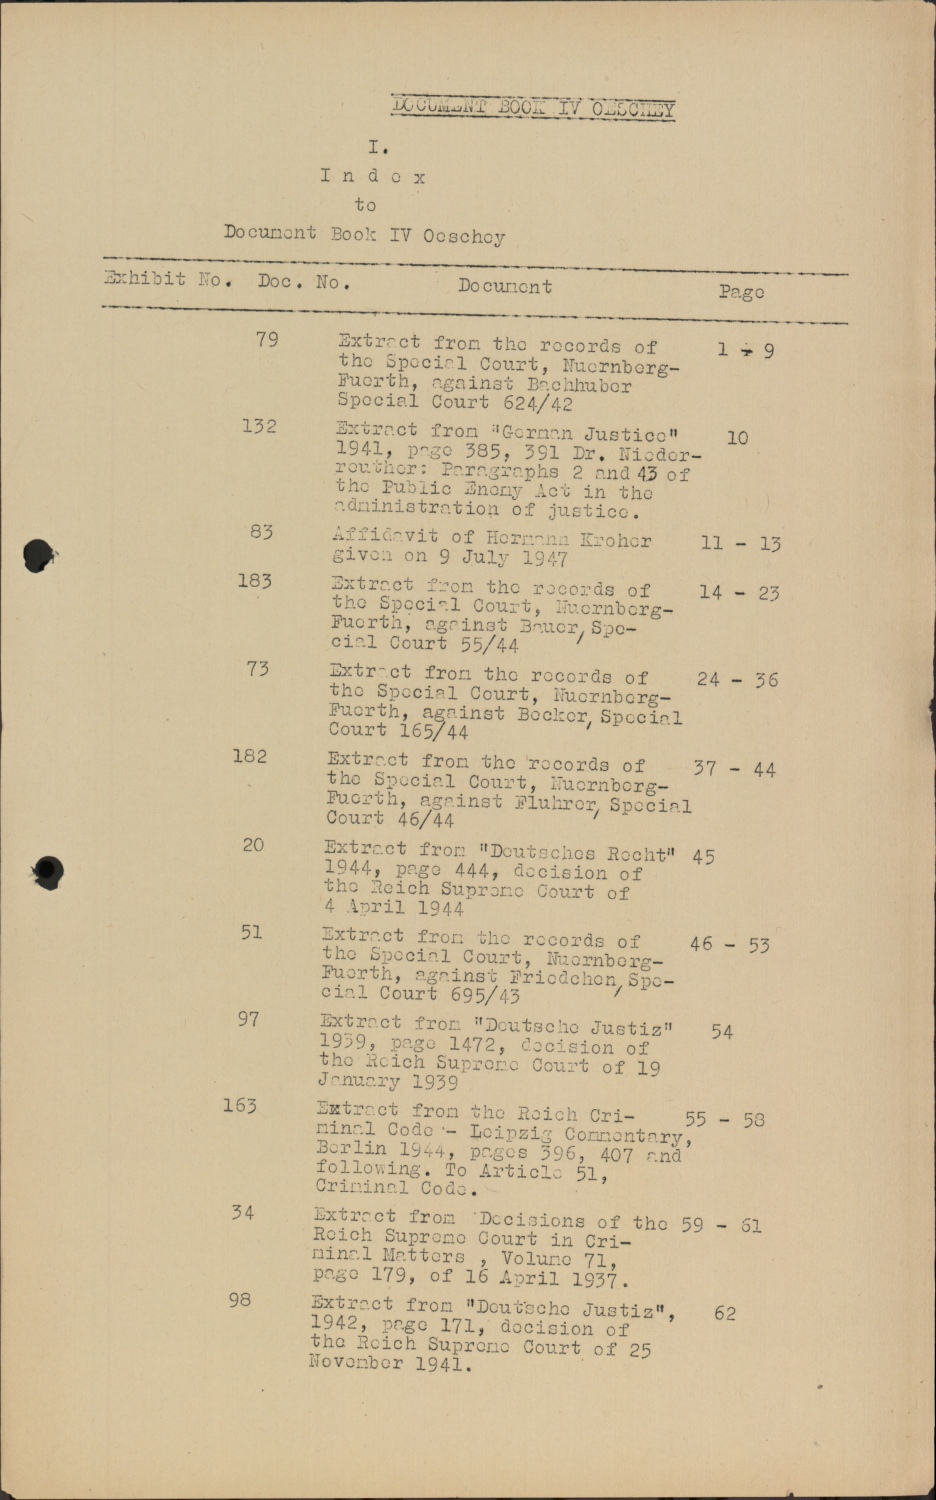 DOCUMENT BOOK IV OESCHEY
I.
I n d e x
to
Document Book IV Oeschey
Exhibit No. Doc. No. Document Page
79 Extract from the records of 1 - 9
the Special Court, Nuernberg-
Fuerth, against Bachhuber
Special Court 624/42
132 Extract from "German Justice" 10
1941, page 385, 391 Dr. Nieder-
reuther: Paragraphs 2 and 43 of
the Public Enemy Act in the
administration of justice.
83 Affidavit of Hermann Kroher 11 - 13
given on 9 July 1947
183 Extract from the records of 14 - 23
the Special Court, Nuernberg-
Fuerth, against Bauer, Spe-
cial Court 55/44
73 Extract from the records of 24 - 36
the Special Court, Nuernberg-
Fuerth, against Becker, Special
Court 165/44
182 Extract from the records of 37 - 44
the Special Court, Nuernberg-
Fuerth, against Fluhrer, Special
Court 46/44
20 Extract from "Deutsches Recht" 45
1944, page 444, decision of
the Reich Supreme Court of
4 April 1944
51 Extract from the records of 46 - 53
the Special Court, Nuernberg-
Fuerth, against Friedchen, Spe-
cial Court 695/43
97 Extract from "Deutsche Justiz" 54
1939, page 1472, decision of
the Reich Supreme Court of 19
January 1939
163 Extract from the Reich Cri- 55 - 58
minal Code - Leipzig Commentary,
Berlin 1944, pages 396, 407 and
following. To Article 51,
Criminal Code.
34 Extract from Decisions of the 59 - 61
Reich Supreme Court in Cri-
minal Matters , Volume 71,
page 179, of 16 April 1937.
98 Extract from "Deutsche Justiz", 62
1942, page 171, decision of
the Reich Supreme Court of 25
November 1941.